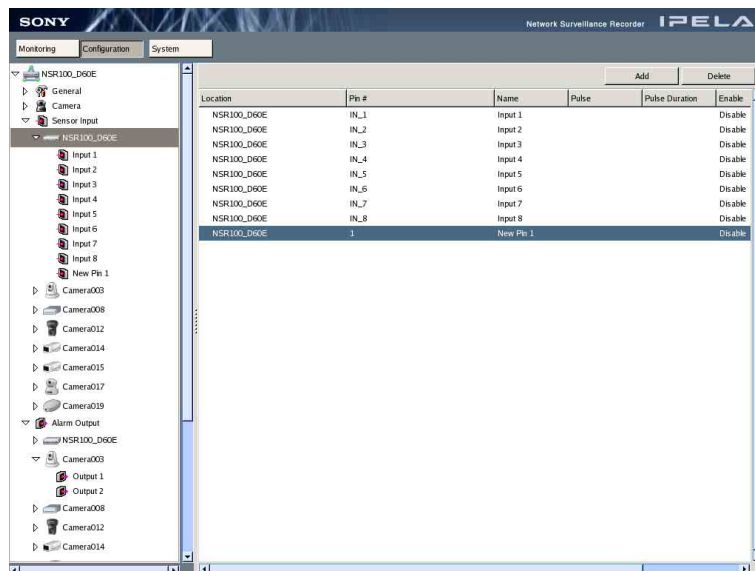 SONY
Network Surveillance Recorder IPELA
Monitoring Configuration System
NSR100_D60E
General
Camera
Sensor Input
NSR100_D60E
Input 1
Input 2
Input 3
Input 4
Input 5
Input 6
Input 7
Input 8
New Pin 1
Camera003
Camera008
Camera012
Camera014
Camera015
Camera017
Camera019
Alarm Output
NSR100_D60E
Camera003
Output 1
Output 2
Camera008
Camera012
Camera014
Add Delete
Location Pin # Name Pulse Pulse Duration Enable
NSR100_D60E IN_1 Input 1 Disable
NSR100_D60E IN_2 Input 2 Disable
NSR100_D60E IN_3 Input 3 Disable
NSR100_D60E IN_4 Input 4 Disable
NSR100_D60E IN_5 Input 5 Disable
NSR100_D60E IN_6 Input 6 Disable
NSR100_D60E IN_7 Input 7 Disable
NSR100_D60E IN_8 Input 8 Disable
NSR100_D60E 1 New Pin 1 Disable